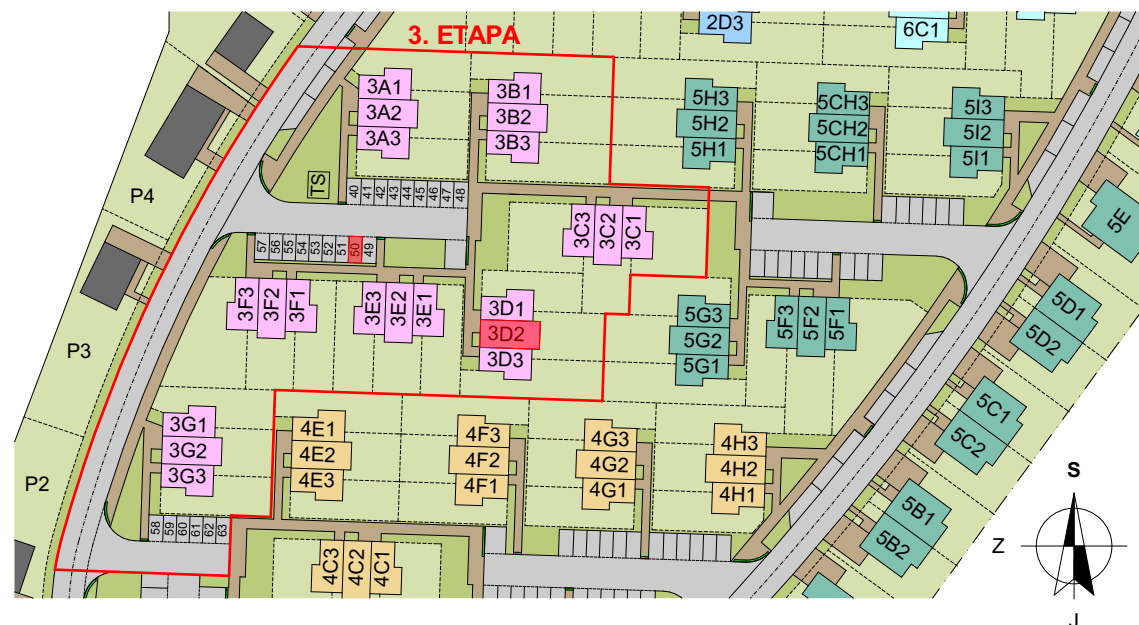 2D3
6C1
3. ETAPA
3A1
3A2
3A3
3B1
3B2
3B3
5H3
5H2
5H1
5CH3
5CH2
5CH1
5I3
5I2
5I1
P4
TS
40
41
42
43
44
45
46
47
48
5E
3C3
3C2
3C1
57
56
55
54
53
52
51
50
49
3F3
3F2
3F1
3E3
3E2
3E1
3D1
3D2
3D3
5G3
5G2
5G1
5F3
5F2
5F1
5D1
5D2
P3
5C1
5C2
3G1
3G2
3G3
4E1
4E2
4E3
4F3
4F2
4F1
4G3
4G2
4G1
4H3
4H2
4H1
P2
5B1
5B2
58
59
60
61
62
63
4C3
4C2
4C1
S
Z
J